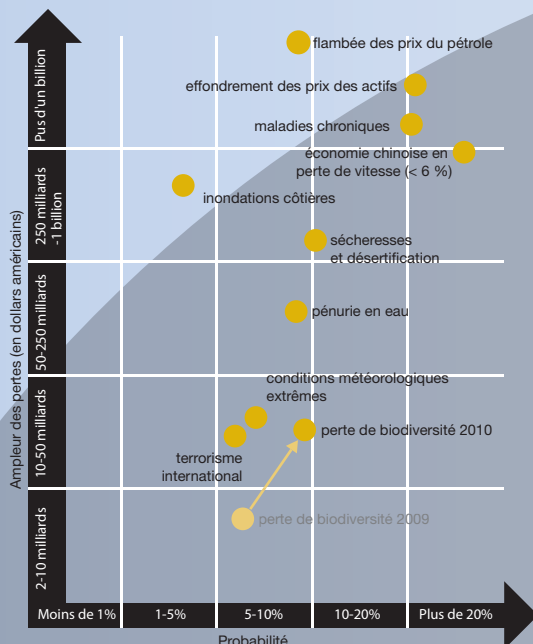 flambée des prix du pétrole
effondrement des prix des actifs
maladies chroniques
économie chinoise en
perte de vitesse (< 6 %)
inondations côtières
sécheresses
et désertification
pénurie en eau
conditions météorologiques
extrêmes
perte de biodiversité 2010
terrorisme
international
perte de biodiversité 2009
Ampleur des pertes (en dollars américains)
Pus d'un billion
250 milliards
-1 billion
50-250 milliards
10-50 milliards
2-10 milliards
Moins de 1%
1-5%
5-10%
10-20%
Plus de 20%
Probabilité